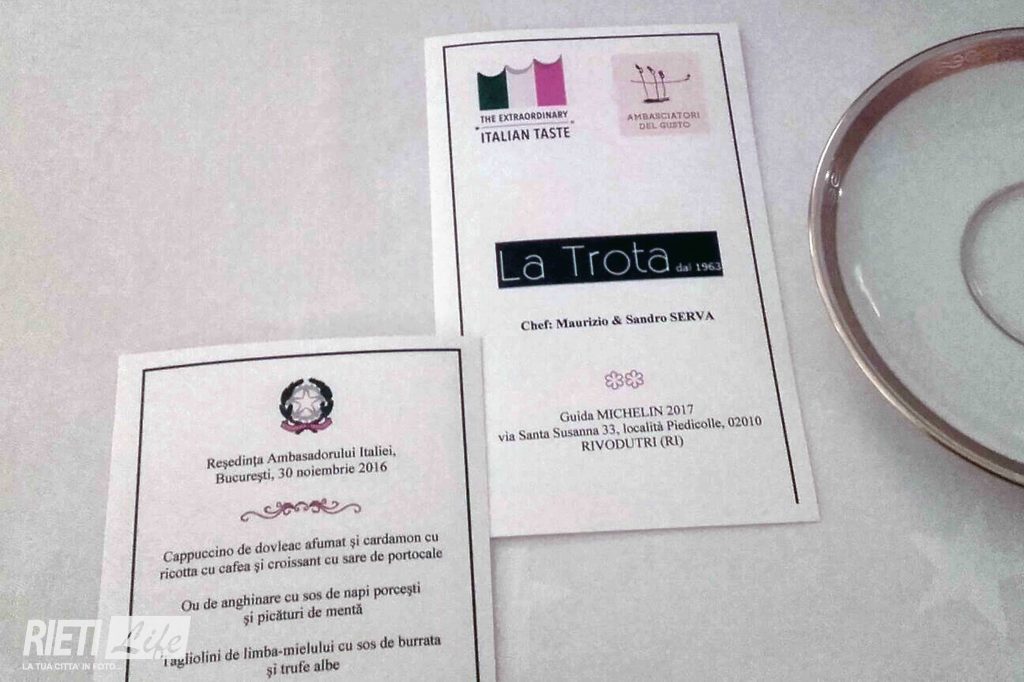 THE EXTRAORDINARY
ITALIAN TASTE
AMBASCIATORI
DEL GUSTO
La Trota dal 1963
Chef: Maurizio & Sandro SERVA
Guida MICHELIN 2017
via Santa Susanna 33, località Piedicolle, 02010
RIVODUTRI (RI)
Reşedinţa Ambasadorului Italiei,
Bucureşti, 30 noiembrie 2016
Cappuccino de dovleac afumat şi cardamon cu
ricotta cu cafea şi croissant cu sare de portocale
Ou de anghinare cu sos de napi porceşti
şi picături de mentă
Tagliolini de limba-mielului cu sos de burrata
şi trufe albe
RIETI Life
LA TUA CITTA' IN FOTO...